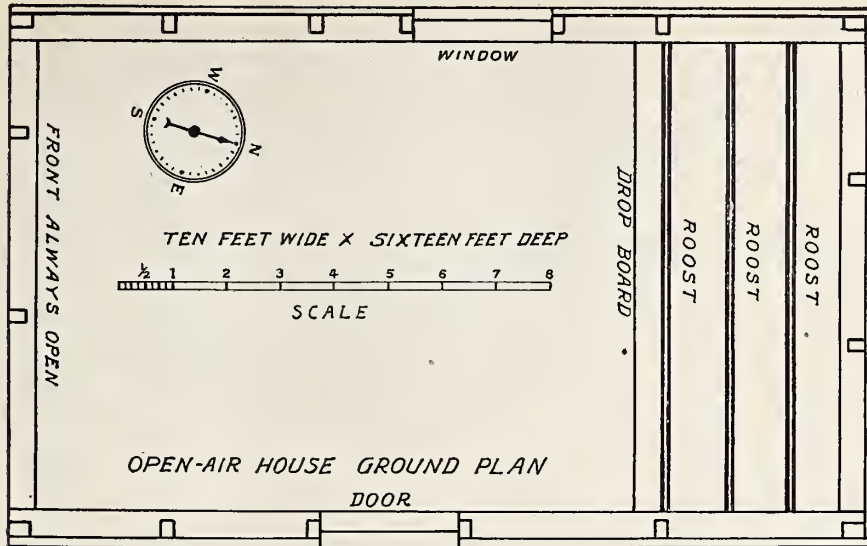 WINDOW
W
S
N
E
FRONT ALWAYS OPEN
TEN FEET WIDE X SIXTEEN FEET DEEP
½ 1 2 3 4 5 6 7 8
SCALE
DROP BOARD
ROOST
ROOST
ROOST
OPEN-AIR HOUSE GROUND PLAN
DOOR